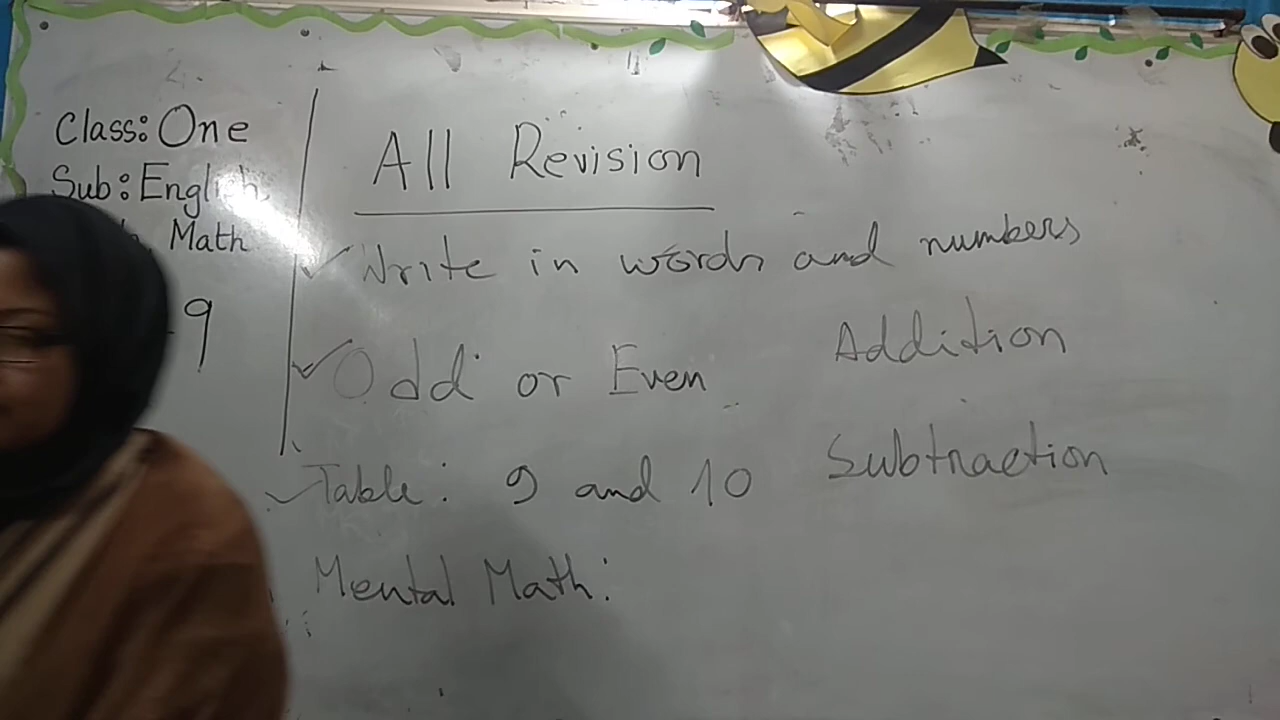 Class: One
Sub: English
Math
9
All Revision
Write in words and numbers
Odd or Even
Addition
Table: 9 and 10
Subtraction
Mental Math: